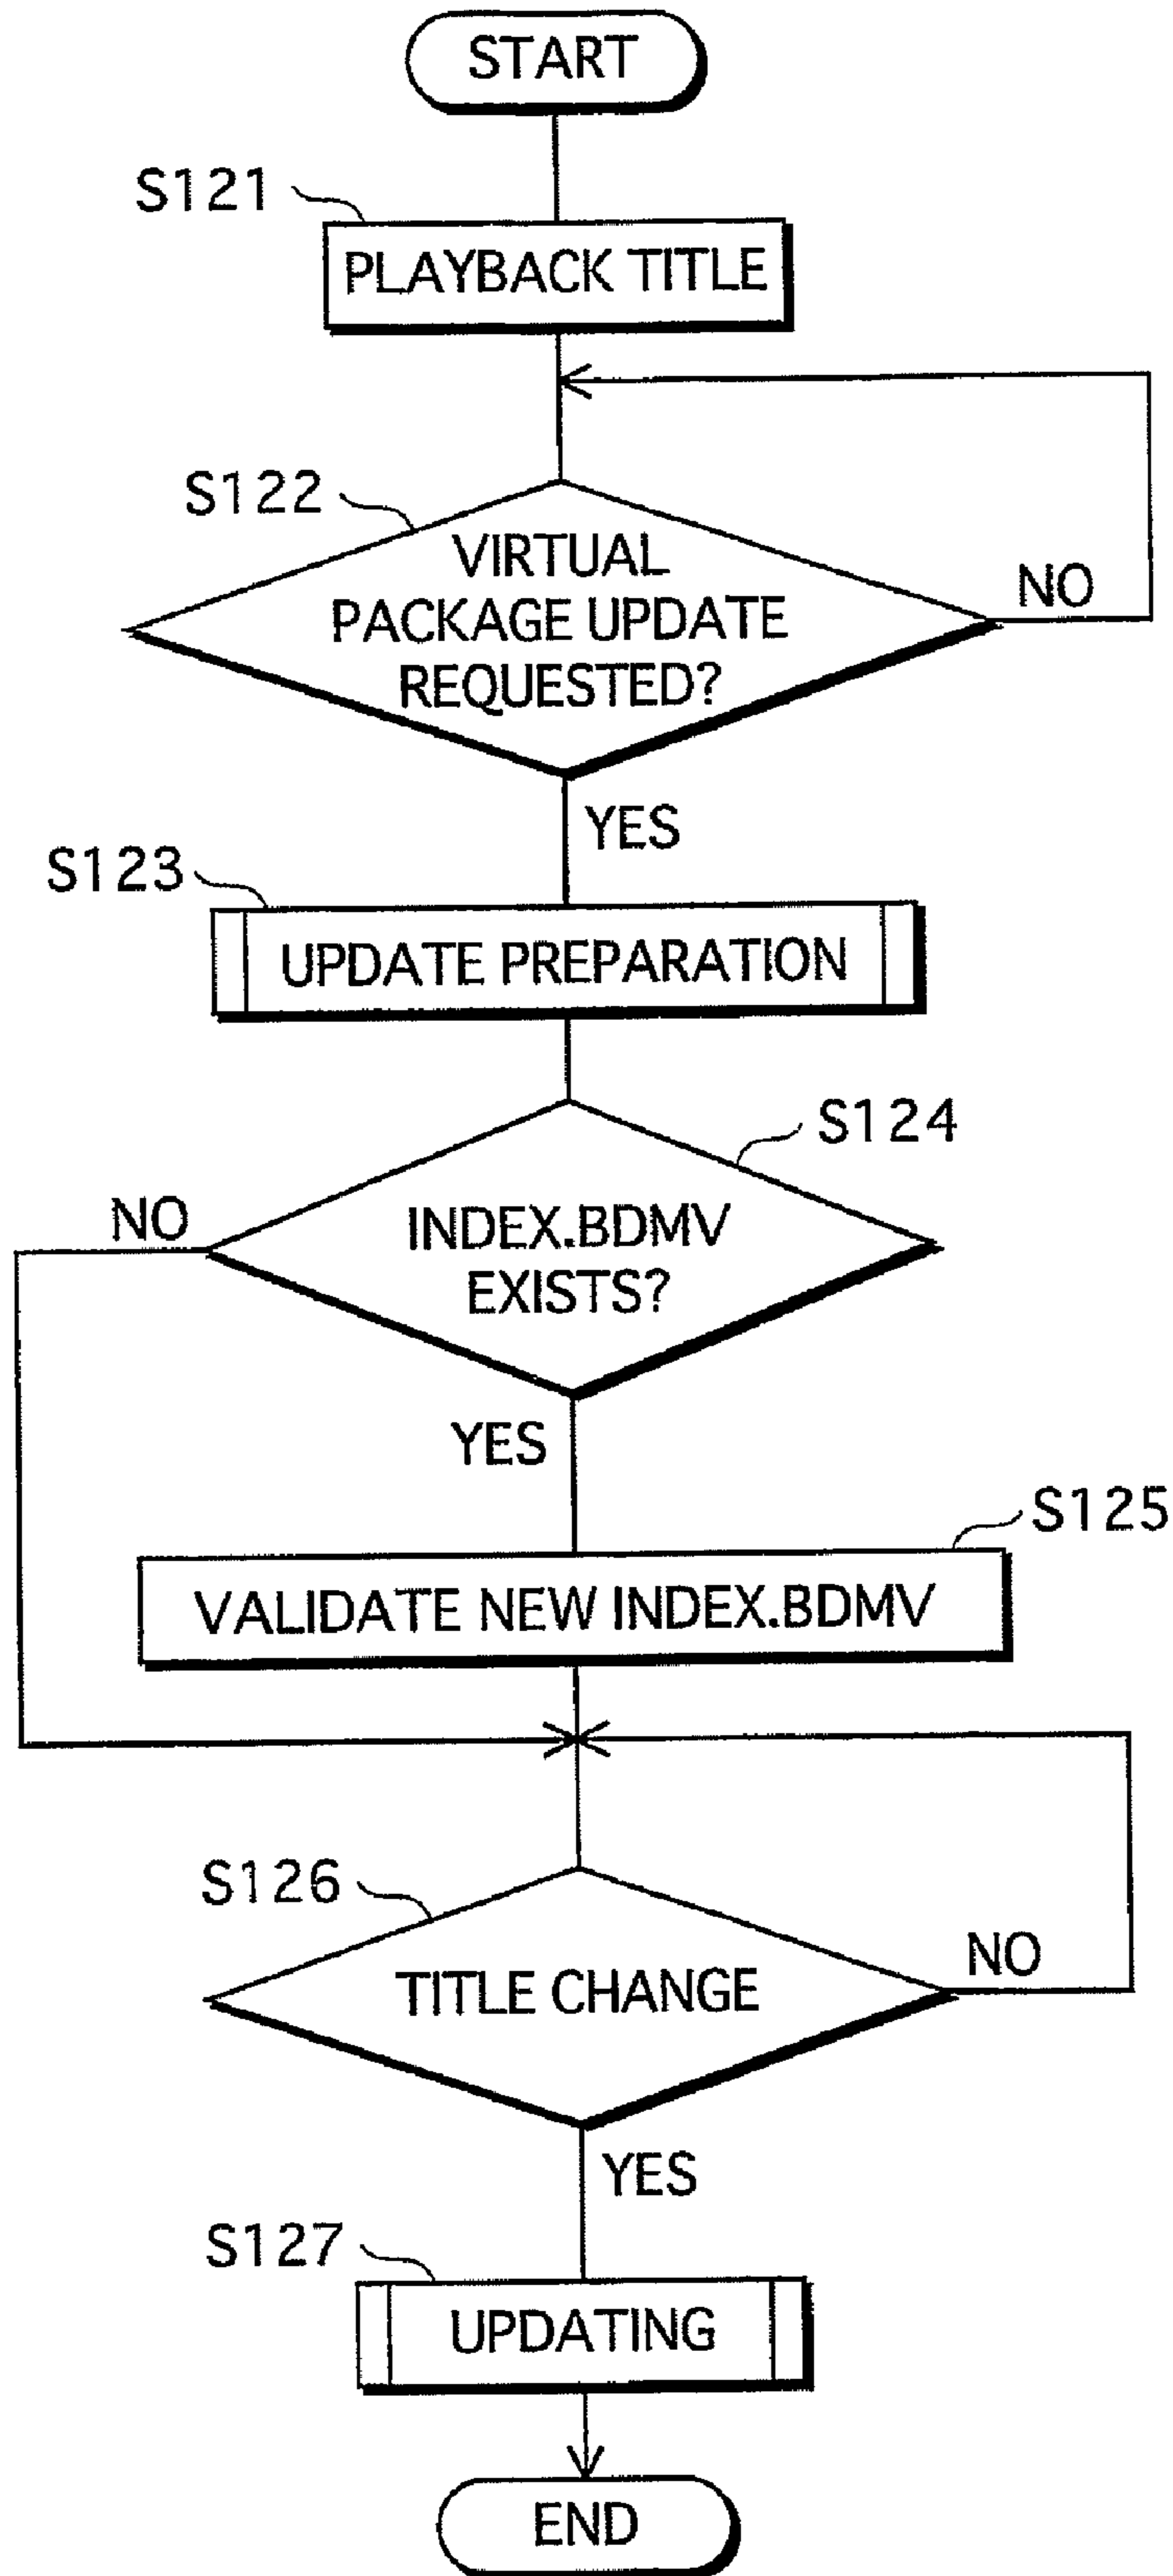 START
S121
PLAYBACK TITLE
S122
VIRTUAL
PACKAGE UPDATE
REQUESTED?
NO
YES
S123
UPDATE PREPARATION
S124
NO
INDEX.BDMV
EXISTS?
YES
S125
VALIDATE NEW INDEX.BDMV
S126
TITLE CHANGE
NO
YES
S127
UPDATING
END